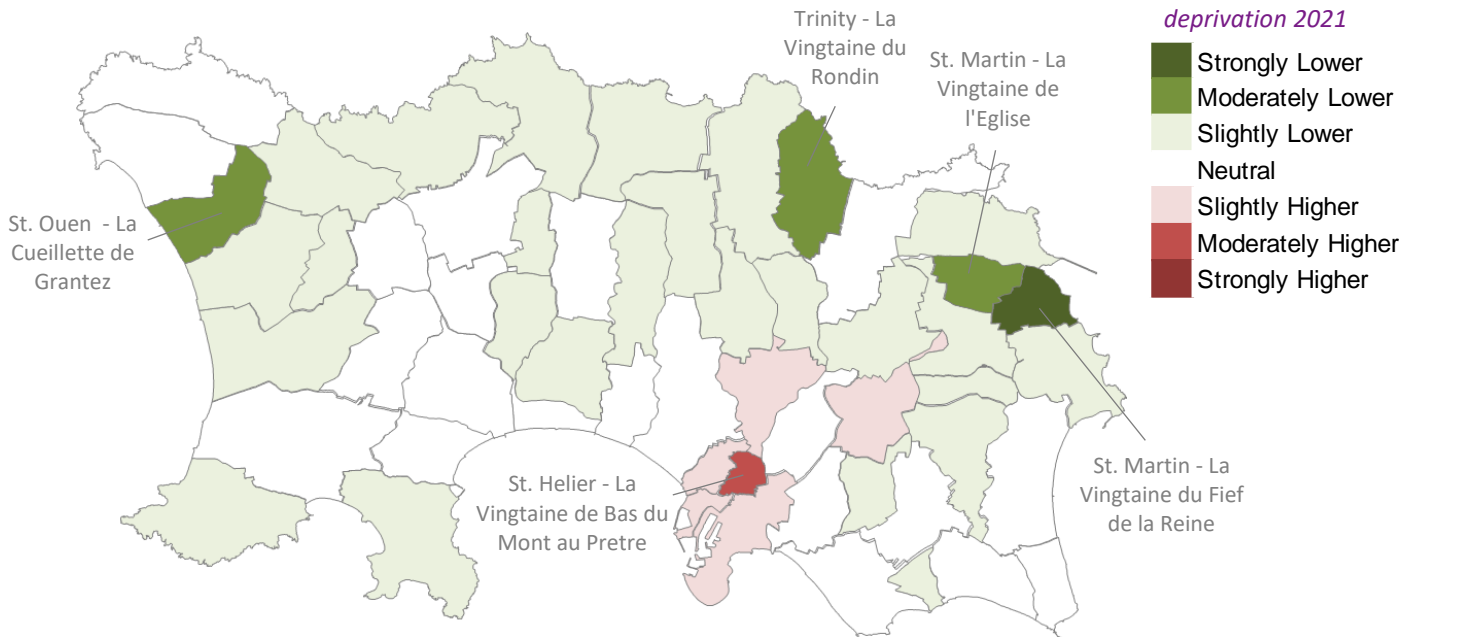 deprivation 2021
Strongly Lower
Moderately Lower
Slightly Lower
Neutral
Slightly Higher
Moderately Higher
Strongly Higher
Trinity - La
Vingtaine du
Rondin
St. Martin - La
Vingtaine de
l'Eglise
St. Ouen - La
Cueillette de
Grantez
St. Helier - La
Vingtaine de Bas du
Mont au Pretre
St. Martin - La
Vingtaine du Fief
de la Reine